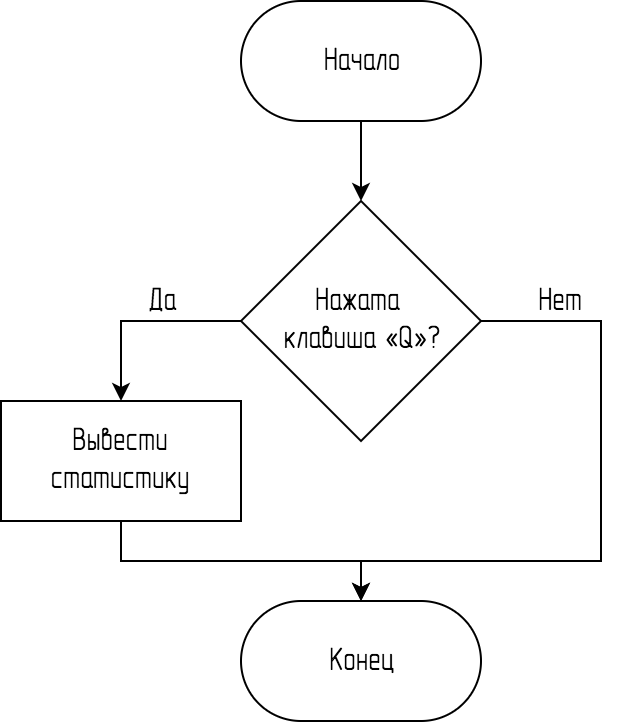 Начало
Нажата
клавиша «Q»?
Да
Нет
Вывести
статистику
Конец